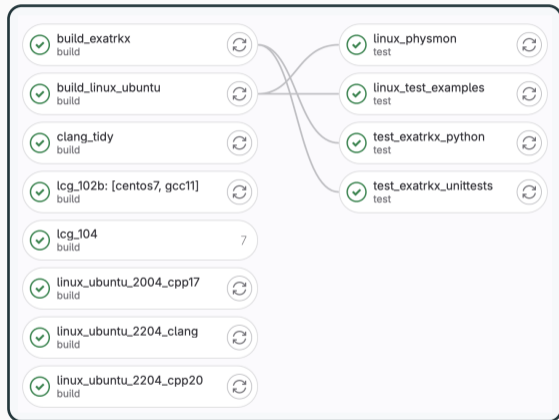 build_exatrkx
build
build_linux_ubuntu
build
clang_tidy
build
lcg_102b: [centos7, gcc11]
build
lcg_104
build
7
linux_ubuntu_2004_cpp17
build
linux_ubuntu_2204_clang
build
linux_ubuntu_2204_cpp20
build
linux_physmon
test
linux_test_examples
test
test_exatrkx_python
test
test_exatrkx_unittests
test